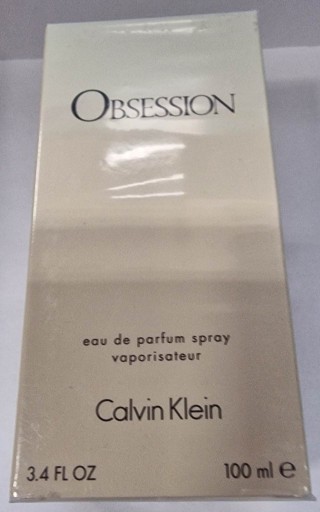 OBSESSION
eau de parfum spray
vaporisateur
Calvin Klein
3.4 FL OZ 100 ml ℮